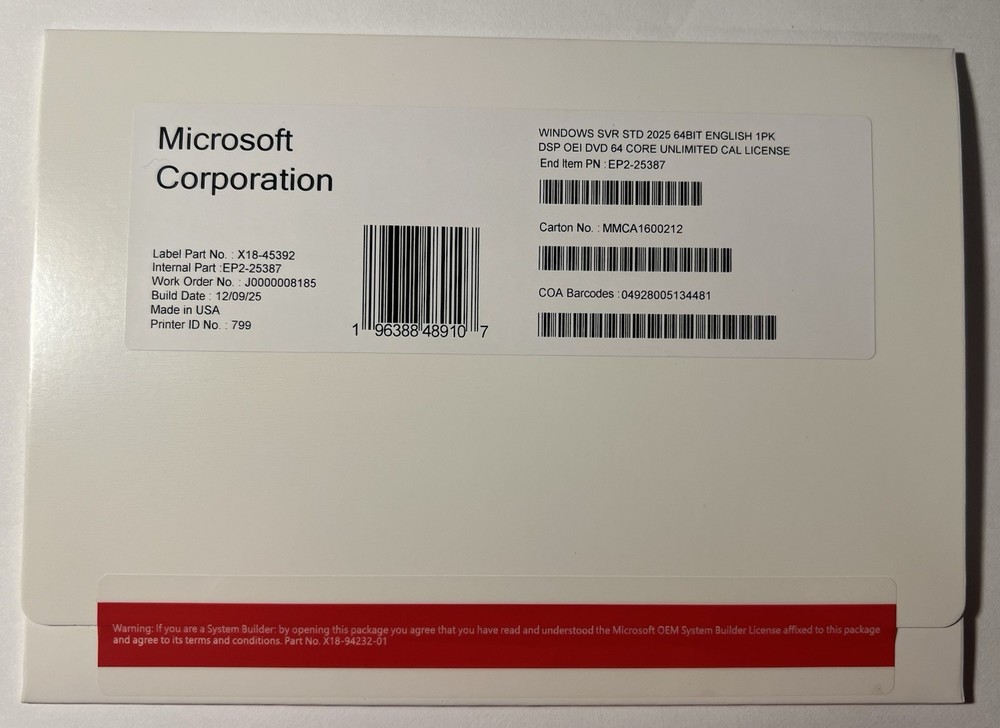 Microsoft
Corporation
Label Part No. : X18-45392
Internal Part :EP2-25387
Work Order No. : J0000008185
Build Date : 12/09/25
Made in USA
Printer ID No. : 799
1 96388 48910 7
WINDOWS SVR STD 2025 64BIT ENGLISH 1PK
DSP OEI DVD 64 CORE UNLIMITED CAL LICENSE
End Item PN : EP2-25387
Carton No. : MMCA1600212
COA Barcodes : 04928005134481
Warning: If you are a System Builder: by opening this package you agree that you have read and understood the Microsoft OEM System Builder License affixed to this package
and agree to its terms and conditions. Part No. X18-94232-01